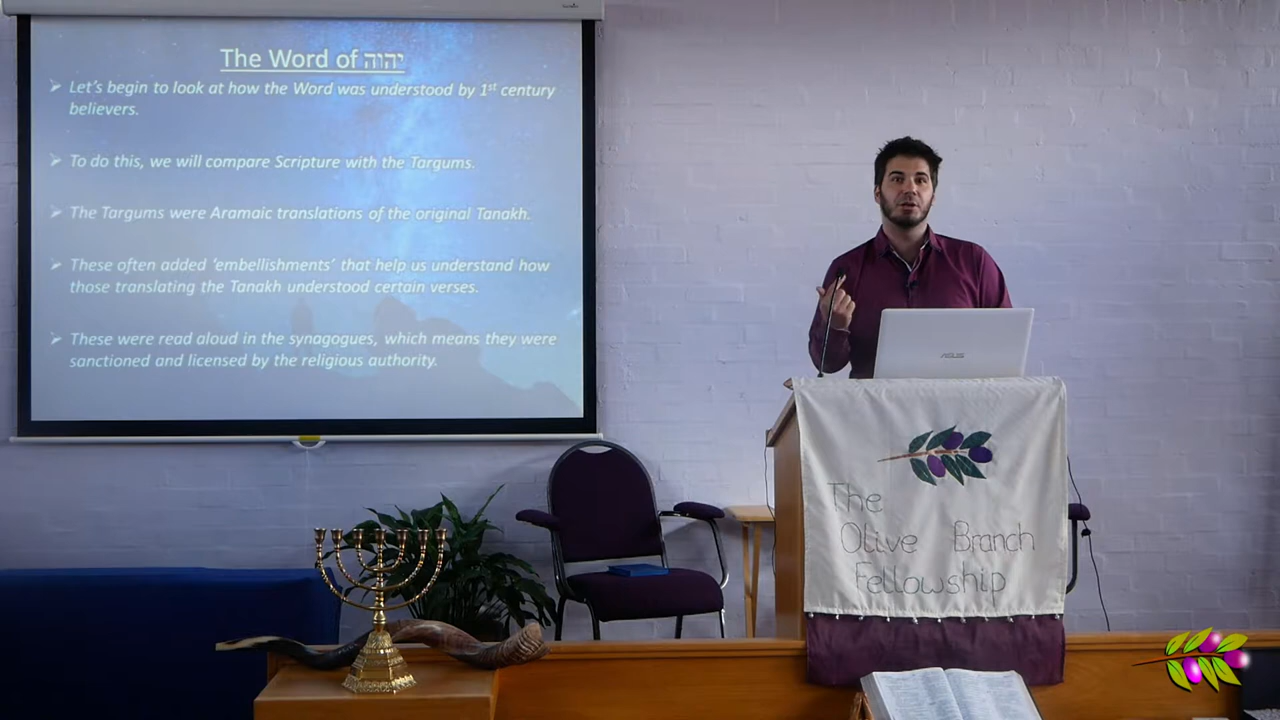 The Word of יהוה
Let's begin to look at how the Word was understood by 1st century
believers.
To do this, we will compare Scripture with the Targums.
The Targums were Aramaic translations of the original Tanakh.
These often added 'embellishments' that help us understand how
those translating the Tanakh understood certain verses.
These were read aloud in the synagogues, which means they were
sanctioned and licensed by the religious authority.
ASUS
The
Olive Branch
Fellowship